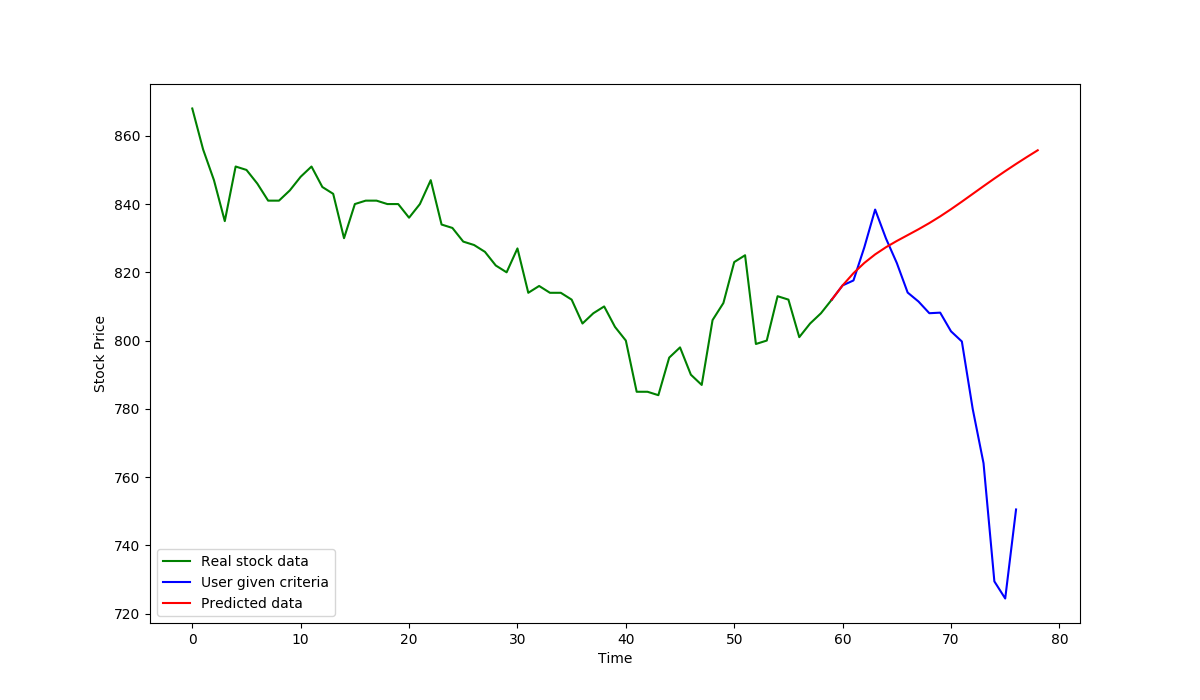 860
840
820
800
780
760
740
720
Stock Price
Real stock data
User given criteria
Predicted data
0 10 20 30 40 50 60 70 80
Time